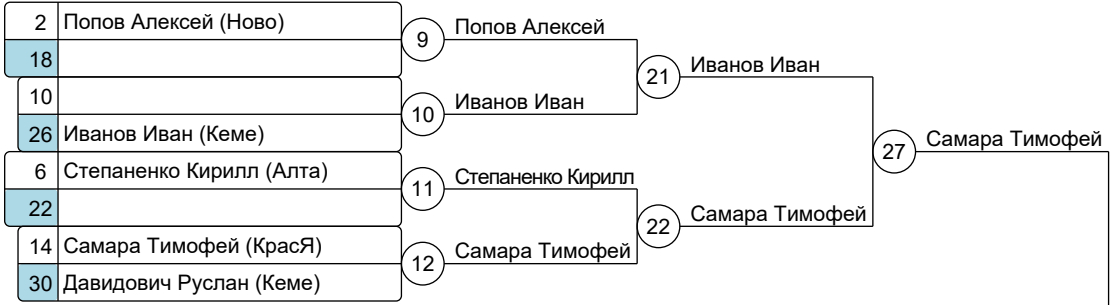 2 Попов Алексей (Ново)
18
9
Попов Алексей
10
26 Иванов Иван (Кеме)
10
Иванов Иван
21
Иванов Иван
6 Степаненко Кирилл (Алта)
22
11
Степаненко Кирилл
14 Самара Тимофей (КрасЯ)
30 Давидович Руслан (Кеме)
12
Самара Тимофей
22
Самара Тимофей
27
Самара Тимофей